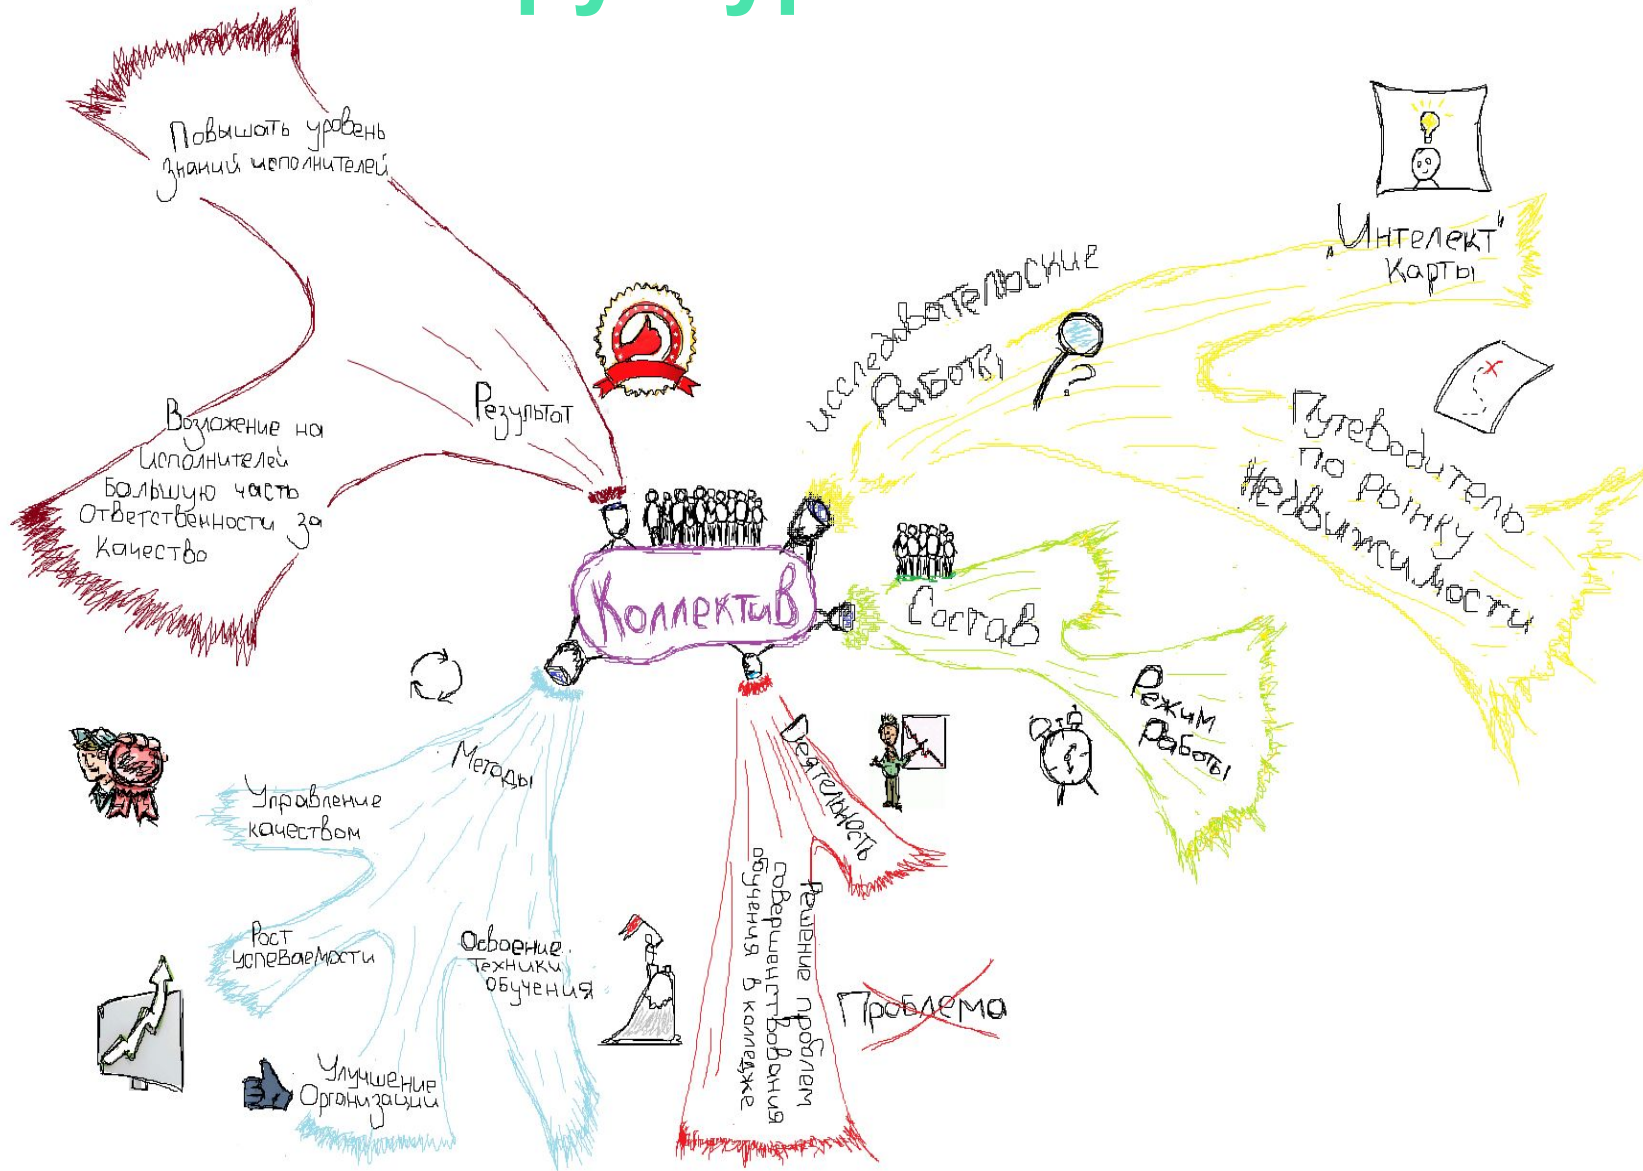 Повышать уровень
знаний исполнителей
Возложение на
исполнителей
большую часть
ответственности за
качество
Результат
исследивателюские
работы
?
„Интелект“
карты
Путеводитель
по рынку
недвижимости
Коллектив
Состав
Режим
работы
Методы
Управление
качеством
Рост
успеваемости
Освоение
техники
обучения
Улучшение
Организации
Деятельность
Решение проблем
совершенствования
обучения в колледже
Проблема